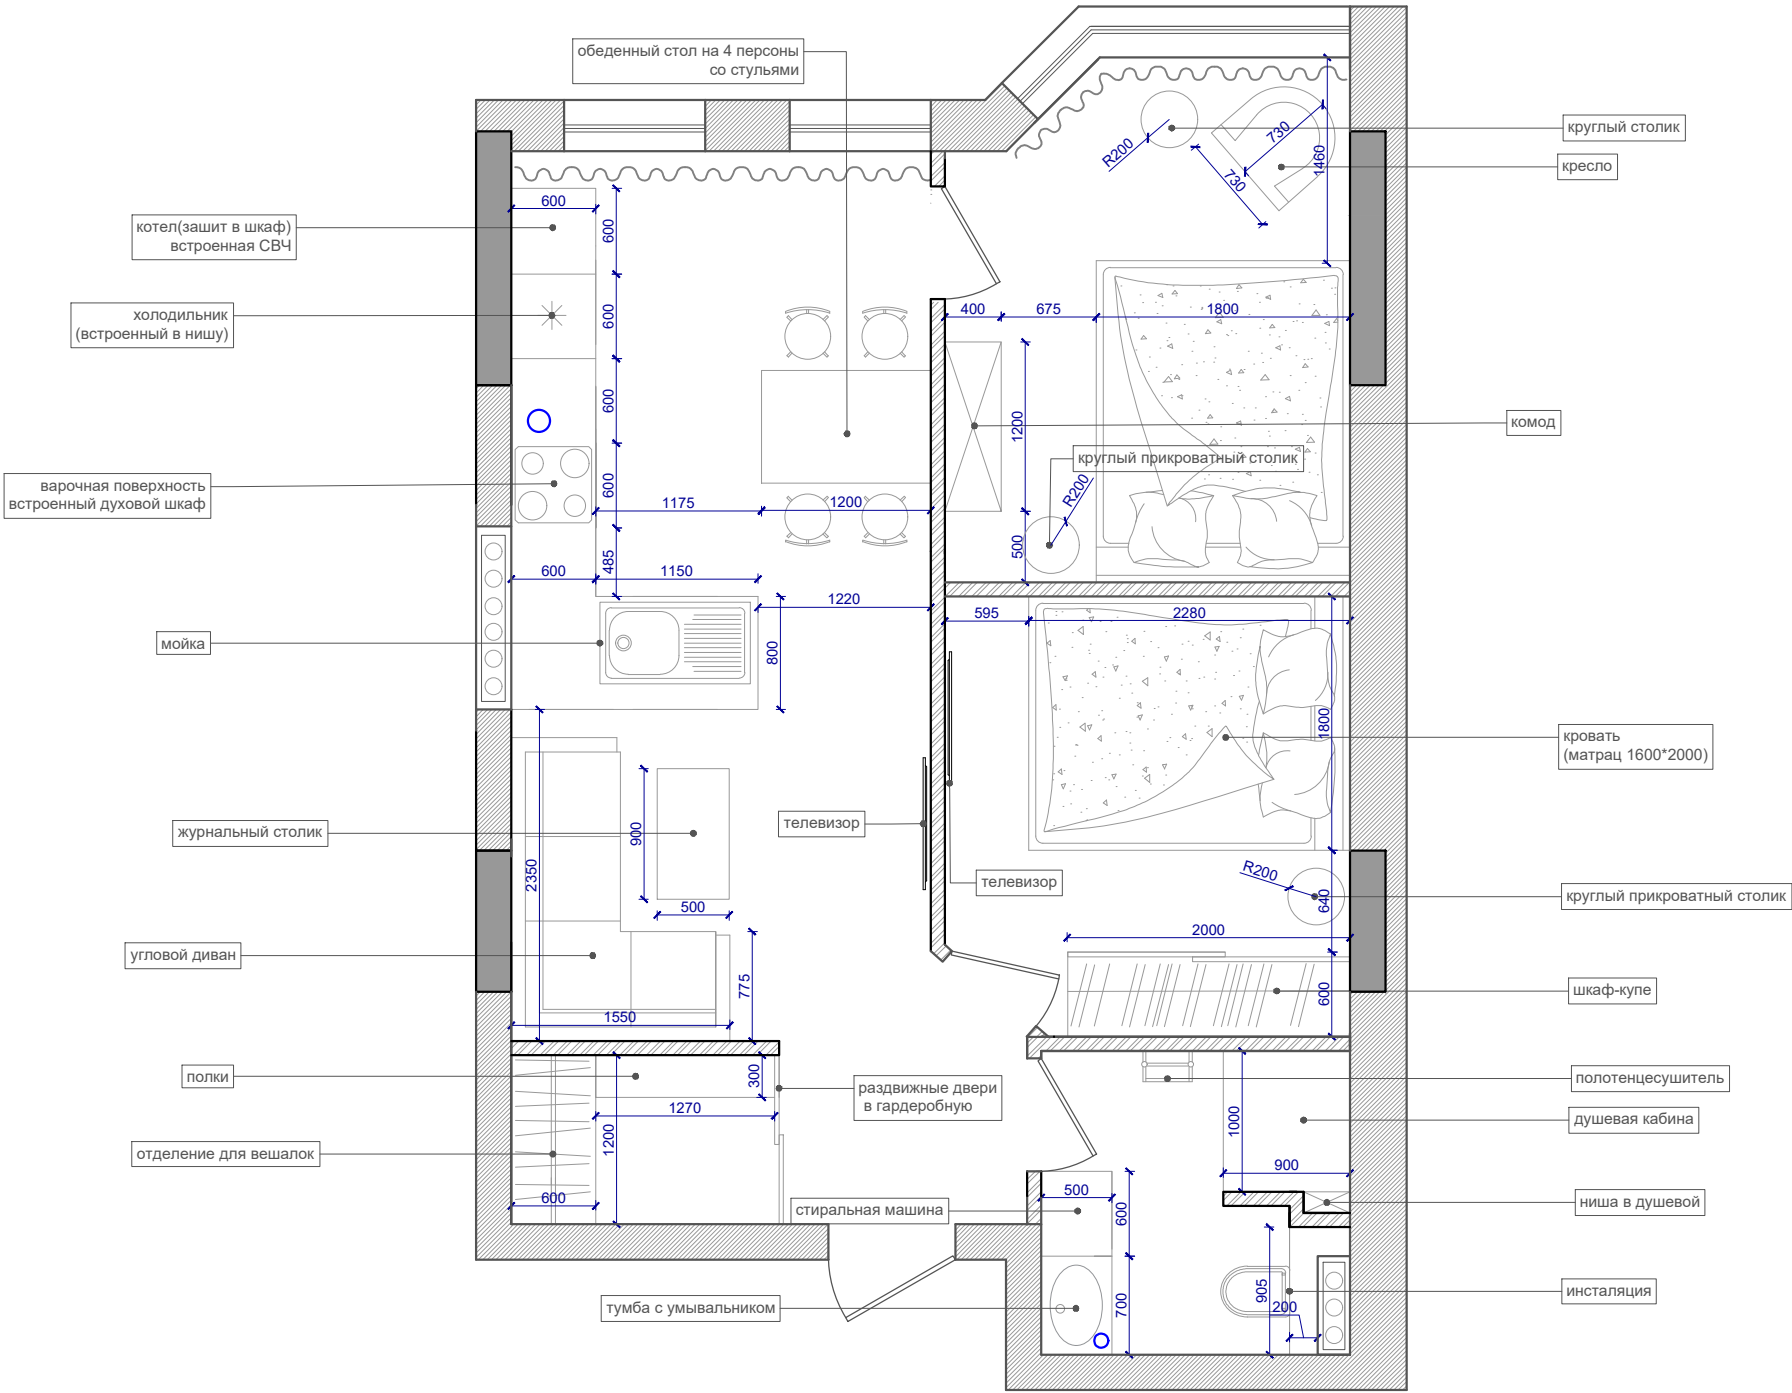 обеденный стол на 4 персоны
со стульями
круглый столик
кресло
R200
730
730
1460
котел(зашит в шкаф)
встроенная СВЧ
600
600
холодильник
(встроенный в нишу)
600
400
675
1800
600
1200
комод
круглый прикроватный столик
R200
варочная поверхность
встроенный духовой шкаф
600
1175
1200
500
485
600
1150
1220
595
2280
мойка
800
1800
кровать
(матрац 1600*2000)
журнальный столик
900
телевизор
2350
телевизор
R200
640
круглый прикроватный столик
500
2000
угловой диван
775
шкаф-купе
600
1550
полки
300
раздвижные двери
в гардеробную
полотенцесушитель
1270
1200
1000
душевая кабина
отделение для вешалок
900
600
500
600
стиральная машина
ниша в душевой
905
инсталяция
200
тумба с умывальником
700